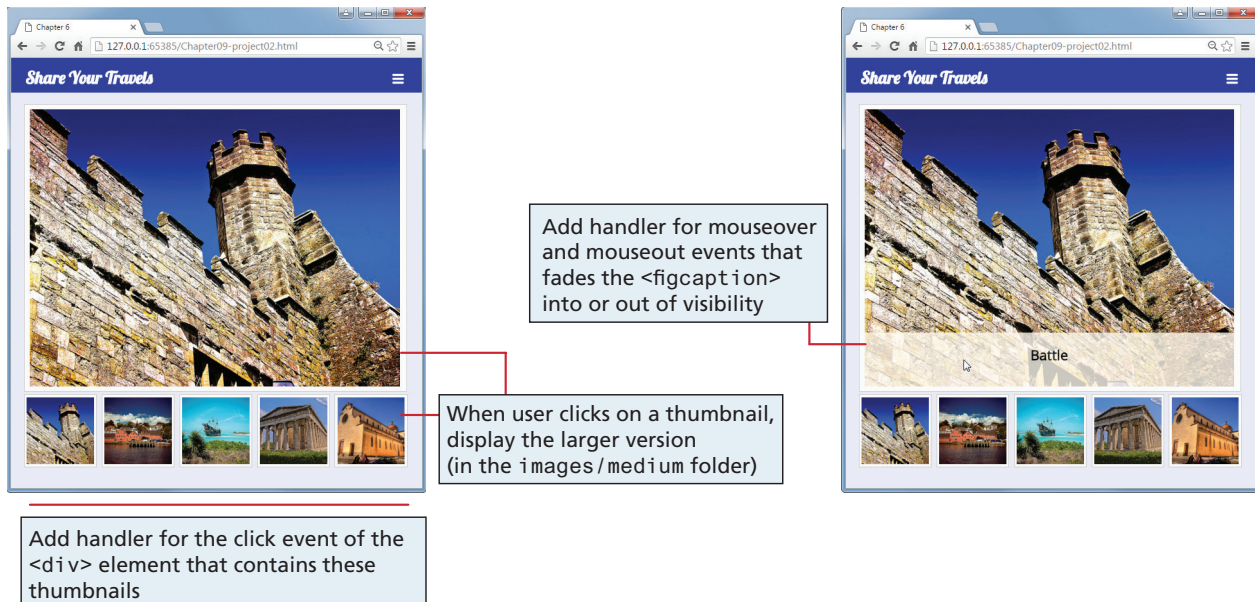 Chapter 6
127.0.0.1:65385/Chapter09-project02.html
Share Your Travels
Add handler for the click event of the
<div> element that contains these
thumbnails
When user clicks on a thumbnail,
display the larger version
(in the images/medium folder)
Add handler for mouseover
and mouseout events that
fades the <figcaption>
into or out of visibility
Chapter 6
127.0.0.1:65385/Chapter09-project02.html
Share Your Travels
Battle